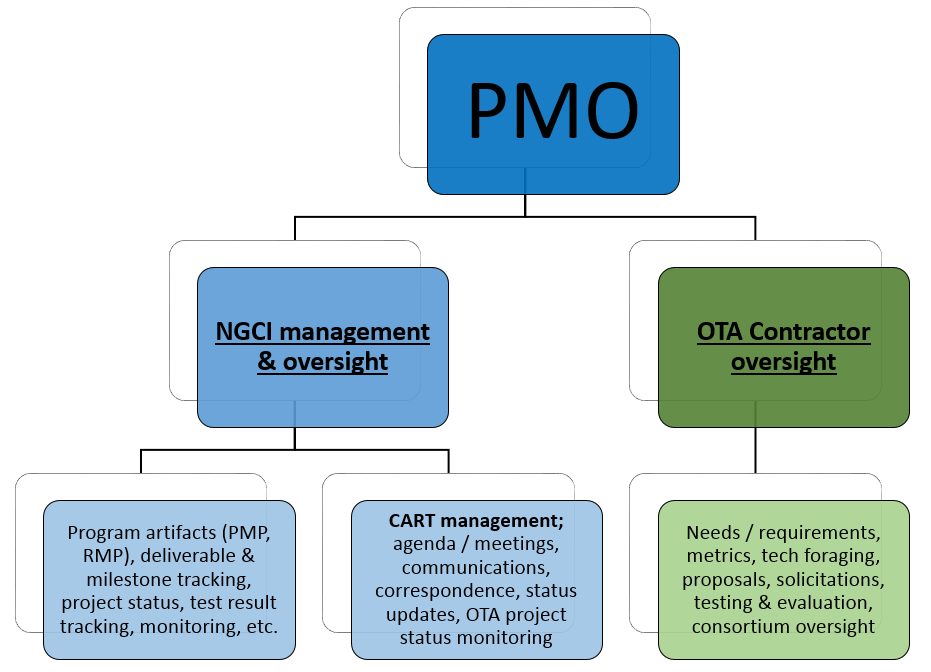 PMO
NGCI management
& oversight
OTA Contractor
oversight
Program artifacts (PMP,
RMP), deliverable &
milestone tracking,
project status, test result
tracking, monitoring, etc.
CART management;
agenda / meetings,
communications,
correspondence, status
updates, OTA project
status monitoring
Needs / requirements,
metrics, tech foraging,
proposals, solicitations,
testing & evaluation,
consortium oversight